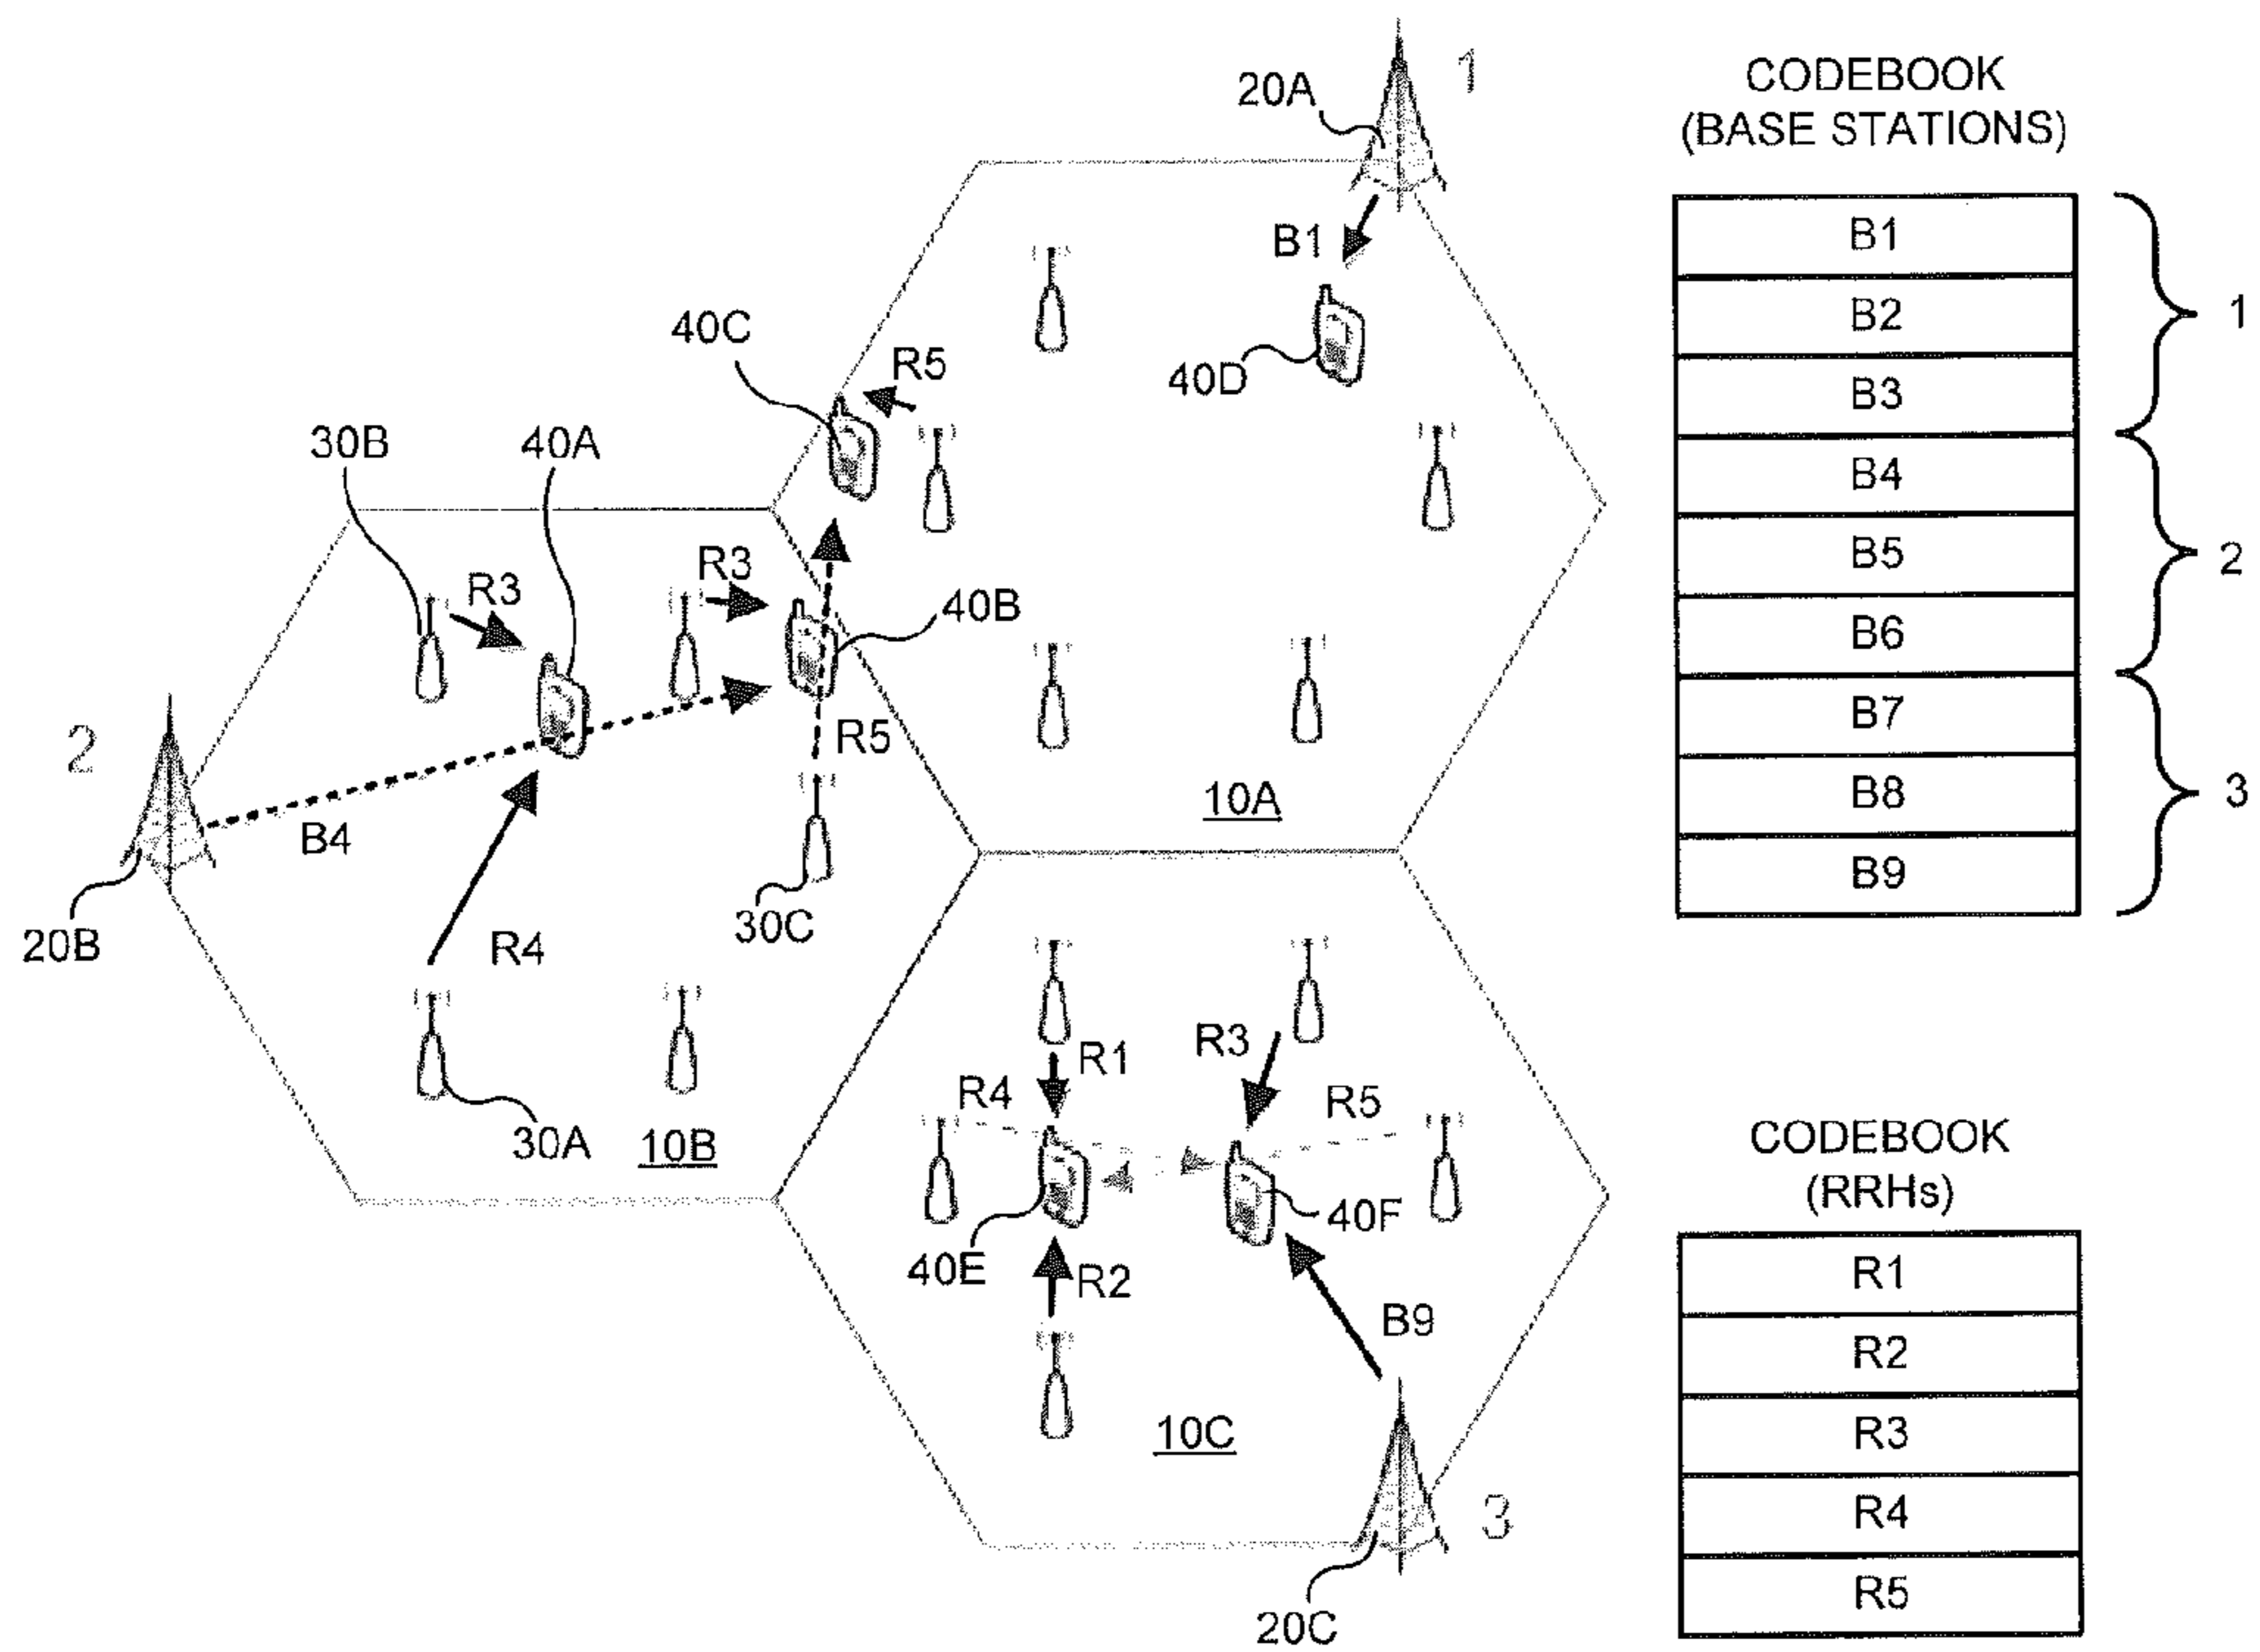 1
20A
CODEBOOK
(BASE STATIONS)
B1
B1
B2
B3
B4
B5
B6
B7
B8
B9
1
2
3
40C
R5
40D
30B
40A
R3
R3
40B
2
R5
10A
B4
30C
20B
R4
30A
10B
R1
R3
R4
R5
40E
40F
R2
B9
10C
3
20C
CODEBOOK
(RRHs)
R1
R2
R3
R4
R5